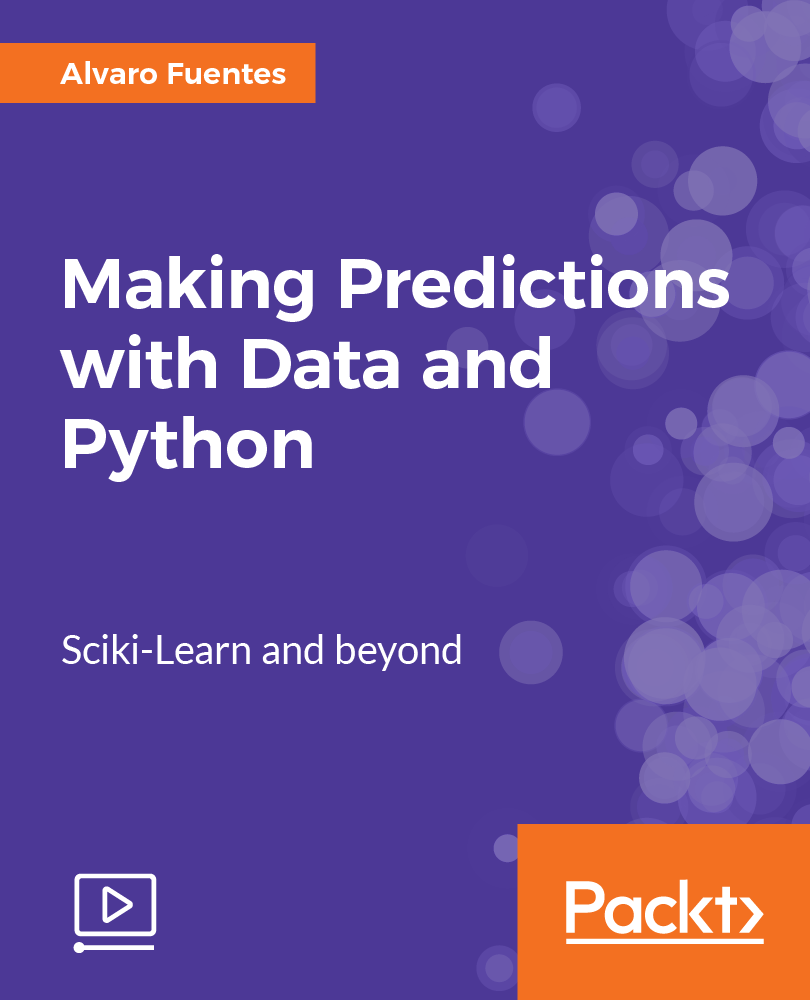 Alvaro Fuentes
Making Predictions
with Data and
Python
Sciki-Learn and beyond
Packt>